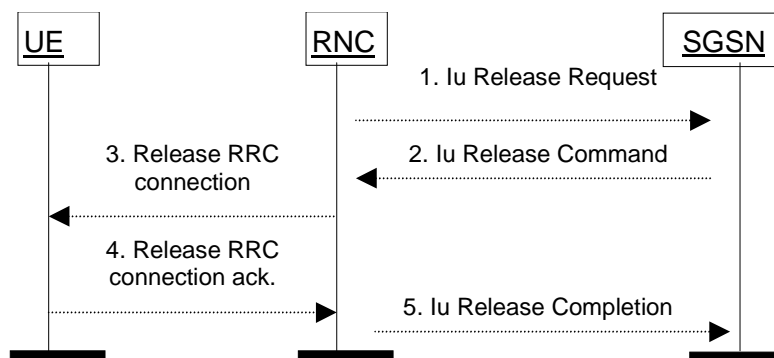 UE
RNC
SGSN
1. Iu Release Request
2. Iu Release Command
3. Release RRC
connection
4. Release RRC
connection ack.
5. Iu Release Completion